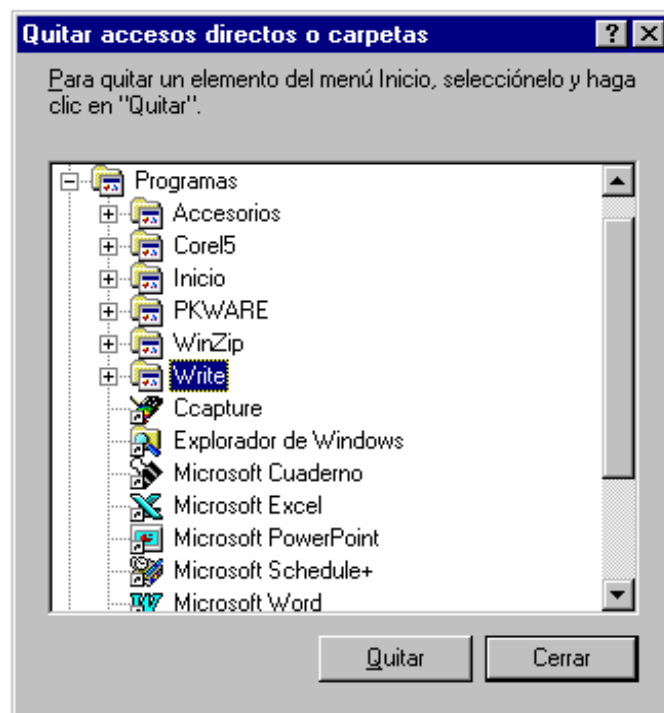 Quitar accesos directos o carpetas
Para quitar un elemento del menú Inicio, selecciónelo y haga
clic en "Quitar".
Programas
Accesorios
Corel5
Inicio
PKWARE
WinZip
Write
Ccapture
Explorador de Windows
Microsoft Cuaderno
Microsoft Excel
Microsoft PowerPoint
Microsoft Schedule+
Microsoft Word
Quitar Cerrar